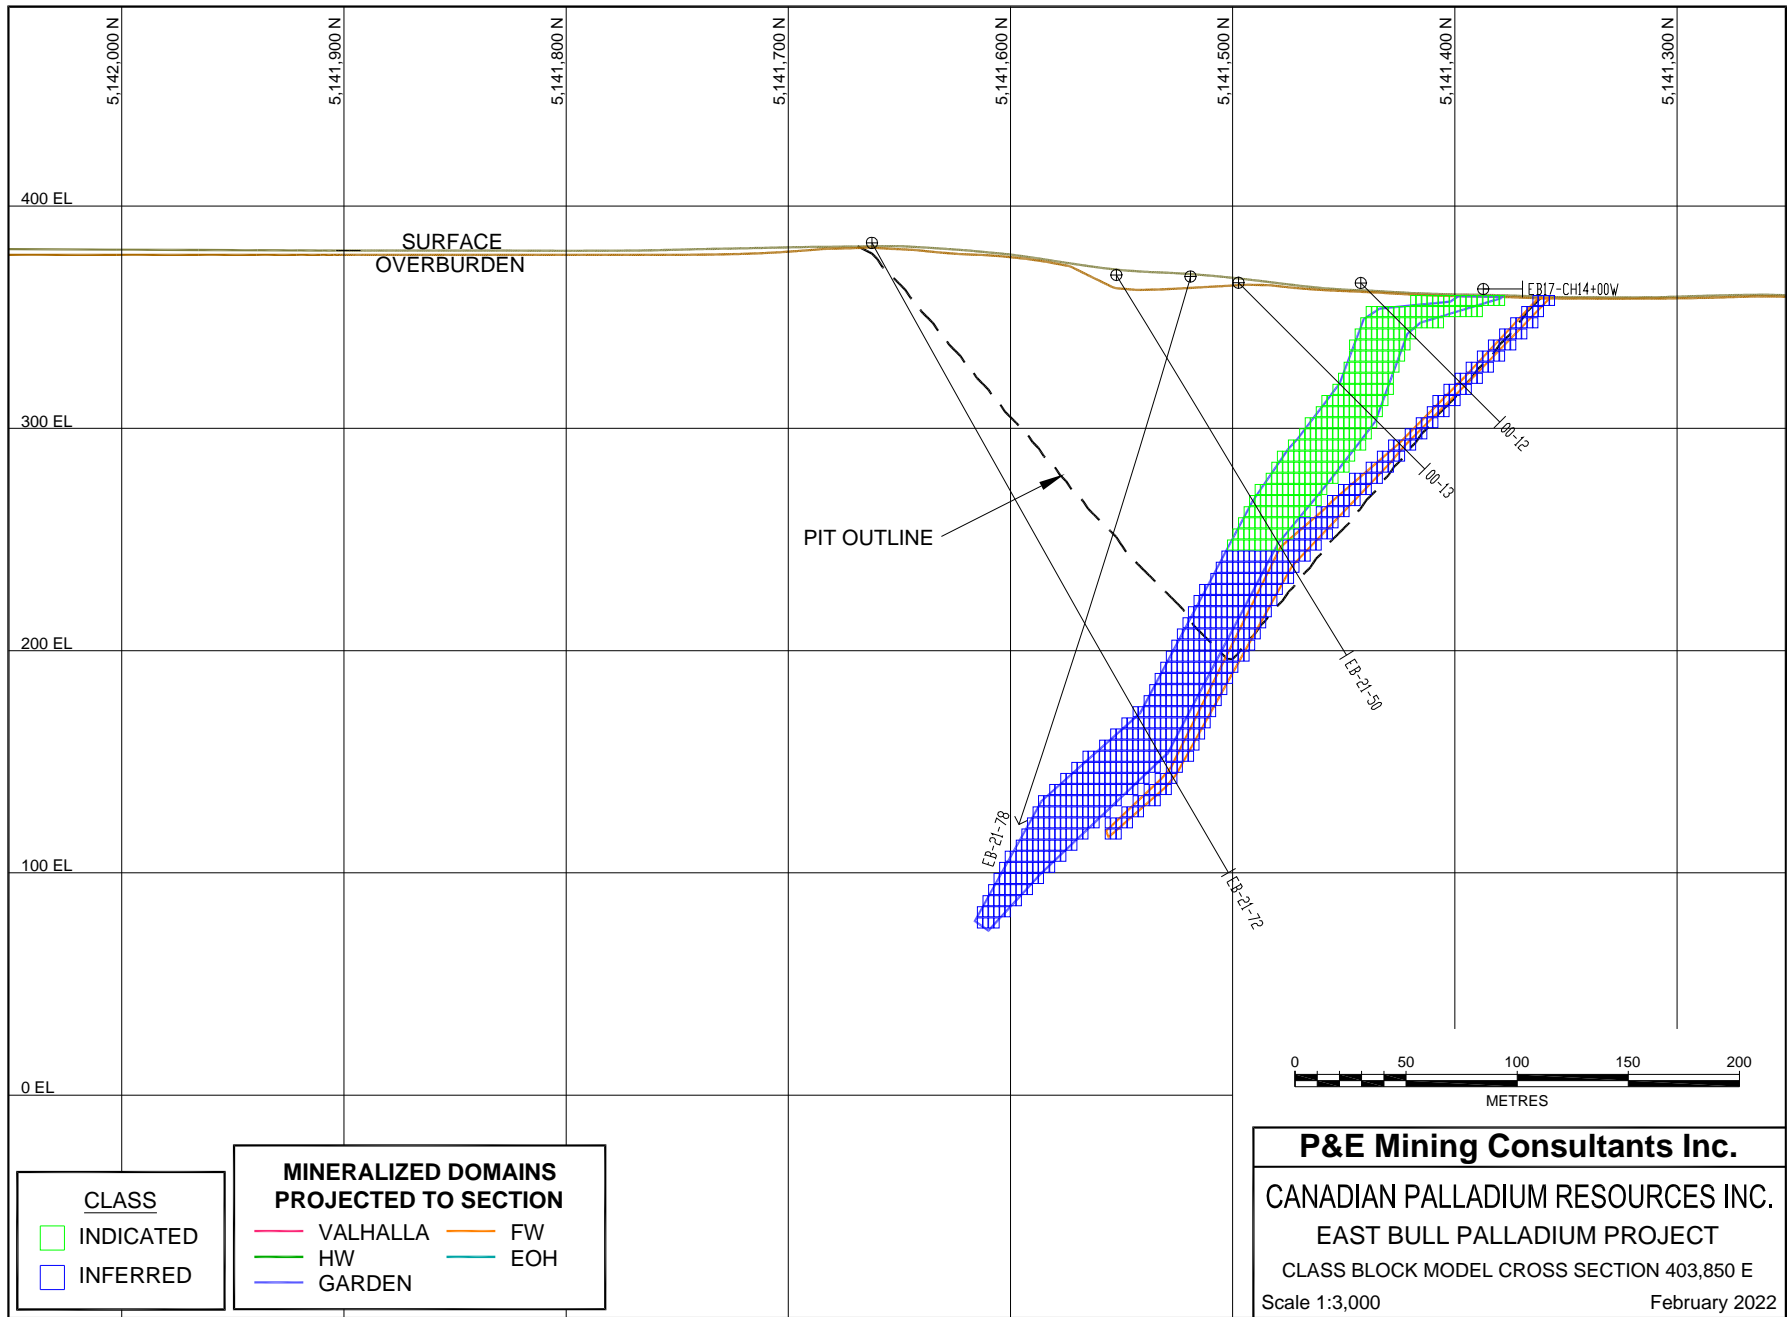 5,142,000 N
5,141,900 N
5,141,800 N
5,141,700 N
5,141,600 N
5,141,500 N
5,141,400 N
5,141,300 N
400 EL
SURFACE
OVERBURDEN
EB17-CH14+00W
300 EL
00-12
00-13
PIT OUTLINE
200 EL
EB-21-50
EB-21-78
100 EL
EB-21-72
0 EL
0 50 100 150 200
METRES
CLASS
INDICATED
INFERRED
MINERALIZED DOMAINS
PROJECTED TO SECTION
VALHALLA FW
HW EOH
GARDEN
P&E Mining Consultants Inc.
CANADIAN PALLADIUM RESOURCES INC.
EAST BULL PALLADIUM PROJECT
CLASS BLOCK MODEL CROSS SECTION 403,850 E
Scale 1:3,000 February 2022